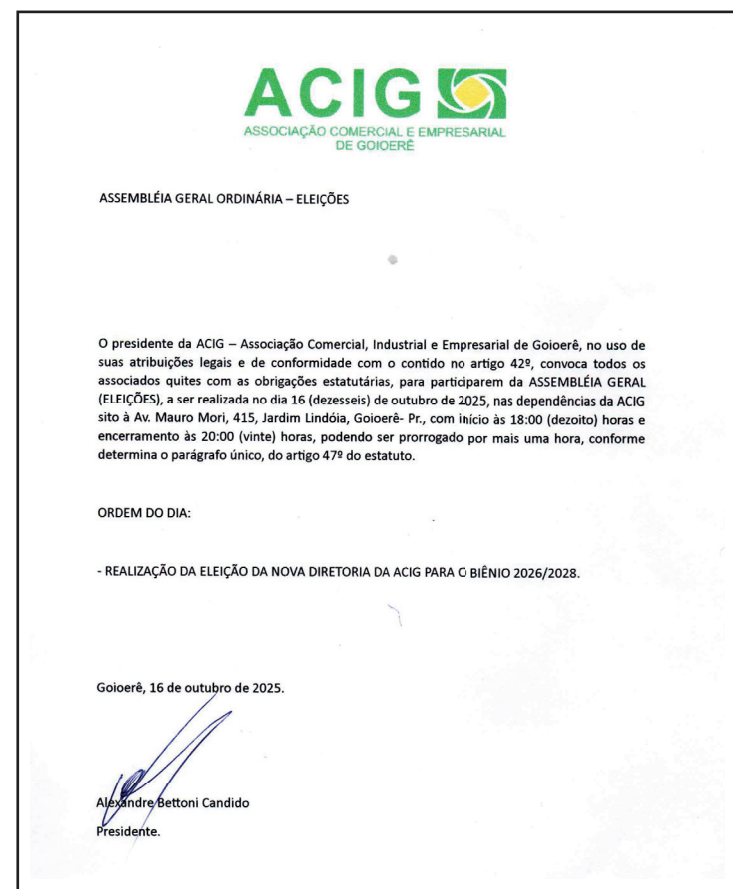 ACIG
ASSOCIAÇÃO COMERCIAL E EMPRESARIAL
DE GOIOERÊ
ASSEMBLÉIA GERAL ORDINÁRIA – ELEIÇÕES
O presidente da ACIG – Associação Comercial, Industrial e Empresarial de Goioerê, no uso de
suas atribuições legais e de conformidade com o contido no artigo 42º, convoca todos os
associados quites com as obrigações estatutárias, para participarem da ASSEMBLÉIA GERAL
(ELEIÇÕES), a ser realizada no dia 16 (dezesseis) de outubro de 2025, nas dependências da ACIG
sito à Av. Mauro Mori, 415, Jardim Lindóia, Goioerê- Pr., com início às 18:00 (dezoito) horas e
encerramento às 20:00 (vinte) horas, podendo ser prorrogado por mais uma hora, conforme
determina o parágrafo único, do artigo 47º do estatuto.
ORDEM DO DIA:
- REALIZAÇÃO DA ELEIÇÃO DA NOVA DIRETORIA DA ACIG PARA O BIÊNIO 2026/2028.
Goioerê, 16 de outubro de 2025.
Alexandre Bettoni Candido
Presidente.